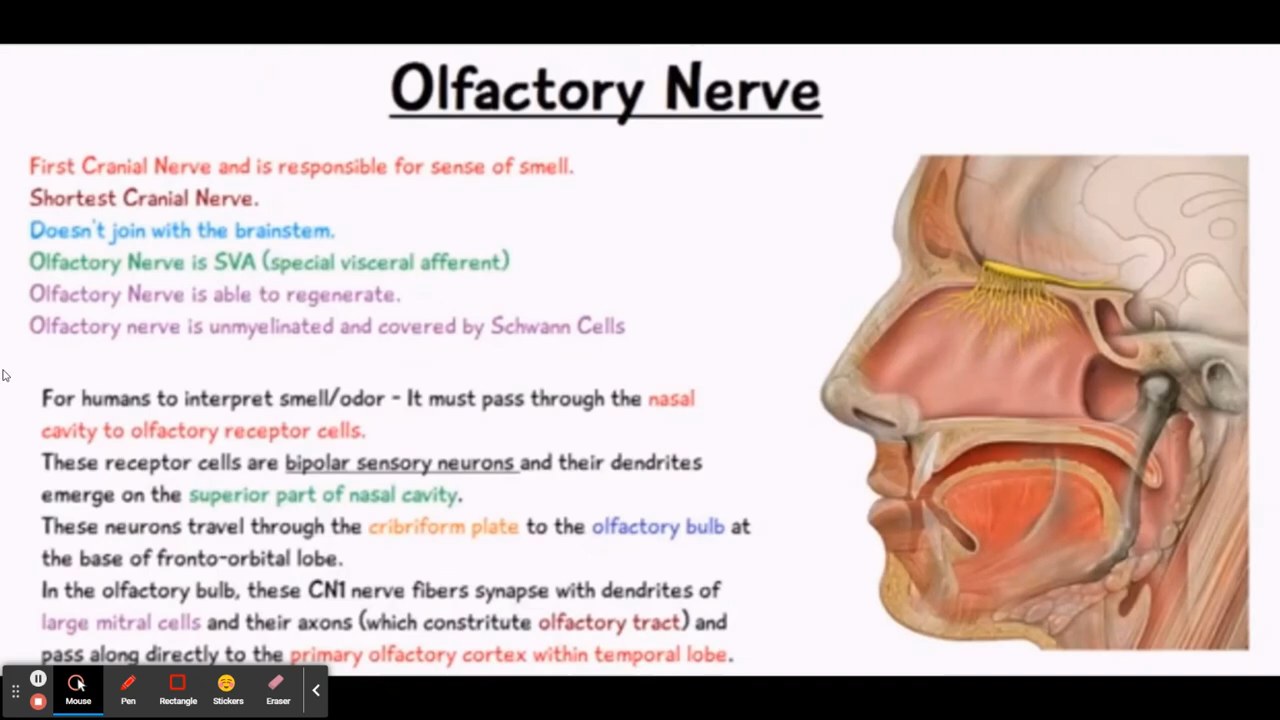 Olfactory Nerve
First Cranial Nerve and is responsible for sense of smell.
Shortest Cranial Nerve.
Doesn't join with the brainstem.
Olfactory Nerve is SVA (special visceral afferent)
Olfactory Nerve is able to regenerate.
Olfactory nerve is unmyelinated and covered by Schwann Cells
For humans to interpret smell/odor - It must pass through the nasal
cavity to olfactory receptor cells.
These receptor cells are bipolar sensory neurons and their dendrites
emerge on the superior part of nasal cavity.
These neurons travel through the cribriform plate to the olfactory bulb at
the base of fronto-orbital lobe.
In the olfactory bulb, these CN1 nerve fibers synapse with dendrites of
large mitral cells and their axons (which constritute olfactory tract) and
pass along directly to the primary olfactory cortex within temporal lobe.
Mouse Pen Rectangle Stickers Eraser